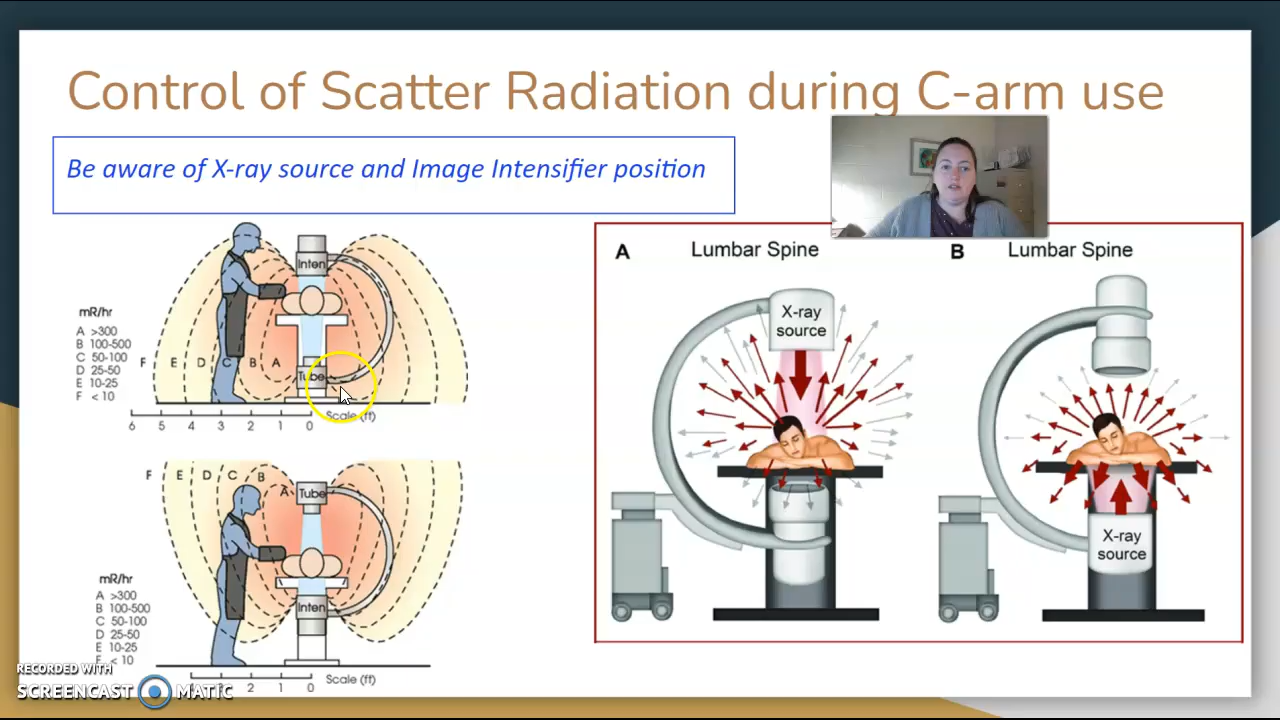 Control of Scatter Radiation during C-arm use
Be aware of X-ray source and Image Intensifier position
Inten
mR/hr
A >300
B 100-500
C 50-100
D 25-50
E 10-25
F < 10
F E D C B A
Tube
6 5 4 3 2 1 0
Scale (ft)
F E D C B A
Tube
Inten
mR/hr
A >300
B 100-500
C 50-100
D 25-50
E 10-25
F < 10
2 1 0
Scale (ft)
A Lumbar Spine
X-ray
source
B Lumbar Spine
X-ray
source
RECORDED WITH
SCREENCAST MATIC